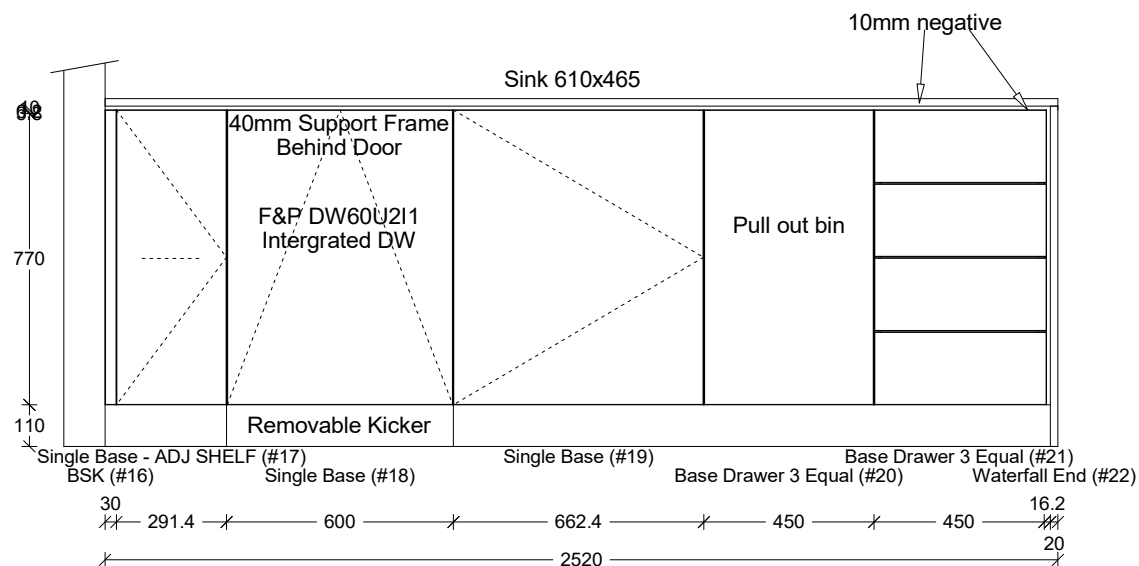 10mm negative
Sink 610x465
40mm Support Frame
Behind Door
F&P DW60U2I1
Intergrated DW
Pull out bin
770
110
Removable Kicker
Single Base - ADJ SHELF (#17)
Single Base (#19)
Base Drawer 3 Equal (#21)
BSK (#16)
Single Base (#18)
Base Drawer 3 Equal (#20)
Waterfall End (#22)
30
291.4
600
662.4
450
450
16.2
20
2520